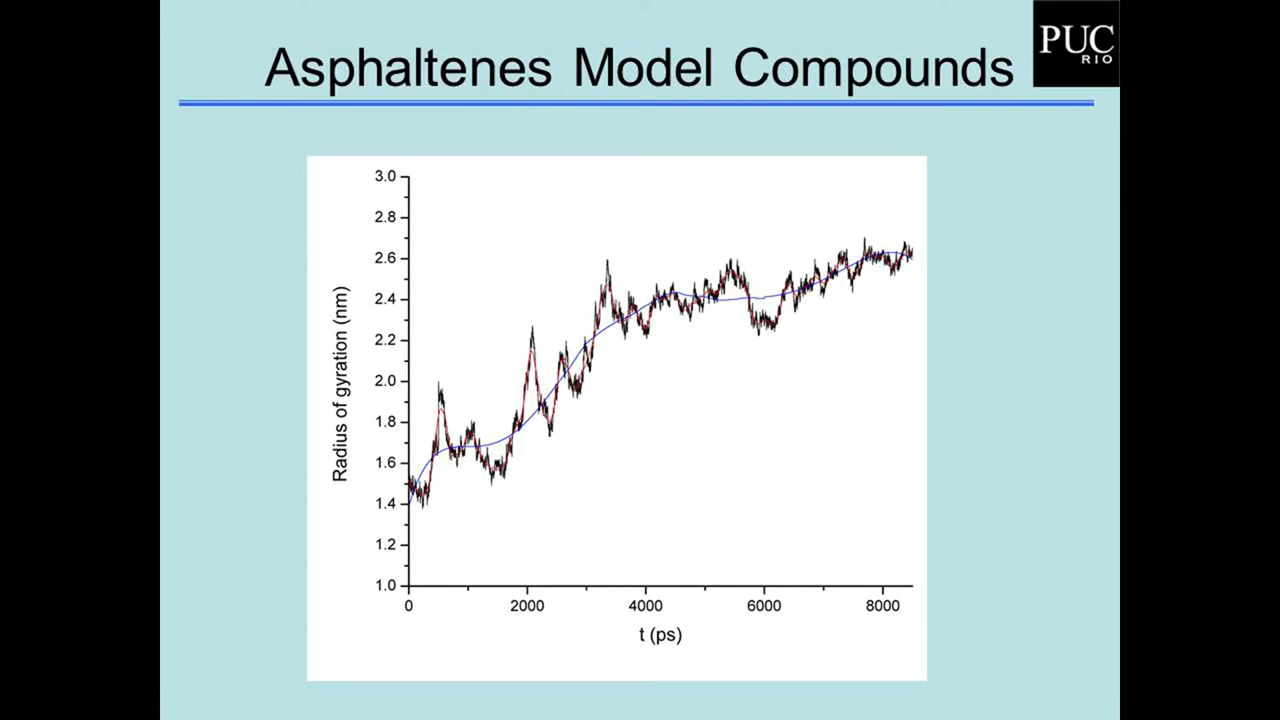 Asphaltenes Model Compounds
PUC
RIO
3.0
2.8
2.6
2.4
2.2
2.0
1.8
1.6
1.4
1.2
1.0
Radius of gyration (nm)
0 2000 4000 6000 8000
t (ps)